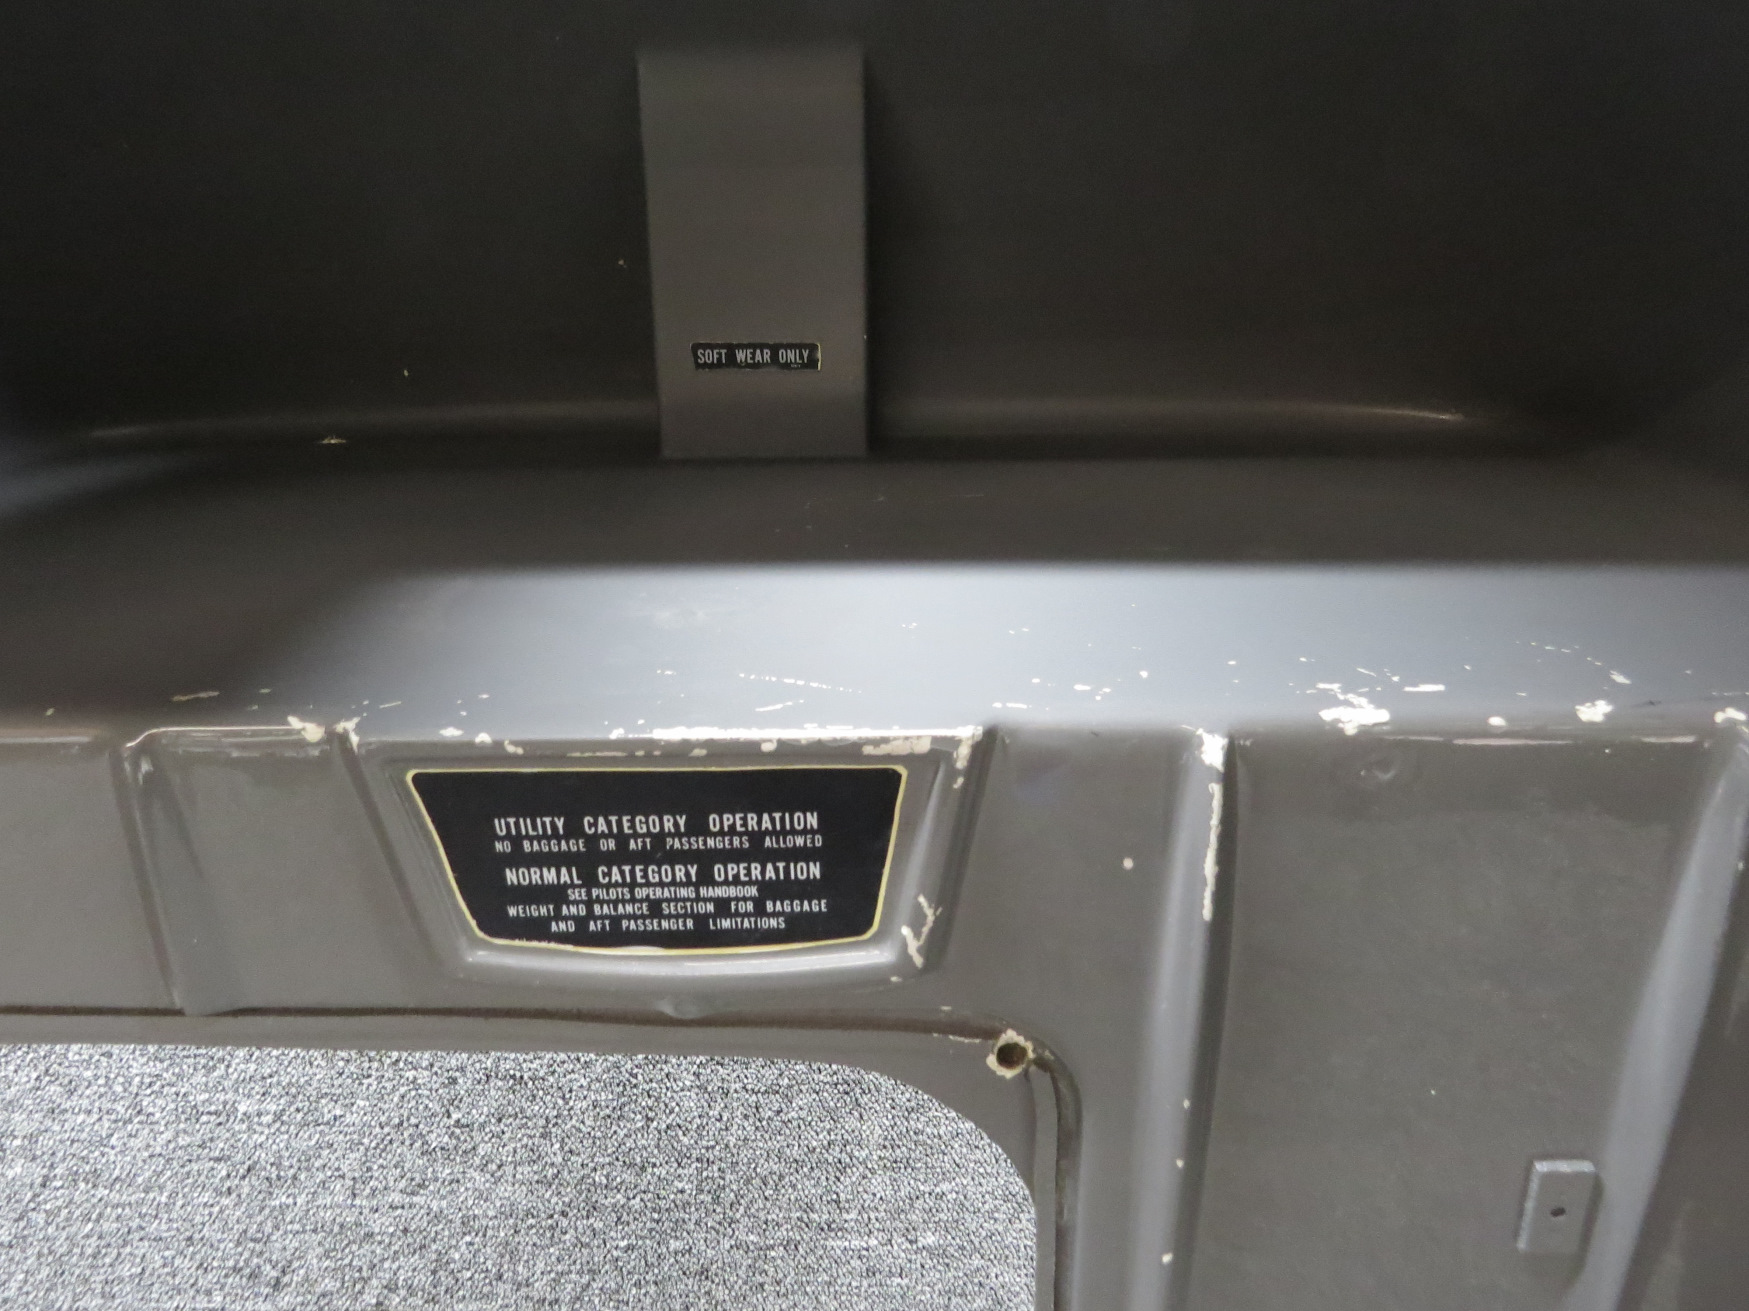 SOFT WEAR ONLY
UTILITY CATEGORY OPERATION
NO BAGGAGE OR AFT PASSENGERS ALLOWED
NORMAL CATEGORY OPERATION
SEE PILOTS OPERATING HANDBOOK
WEIGHT AND BALANCE SECTION FOR BAGGAGE
AND AFT PASSENGER LIMITATIONS